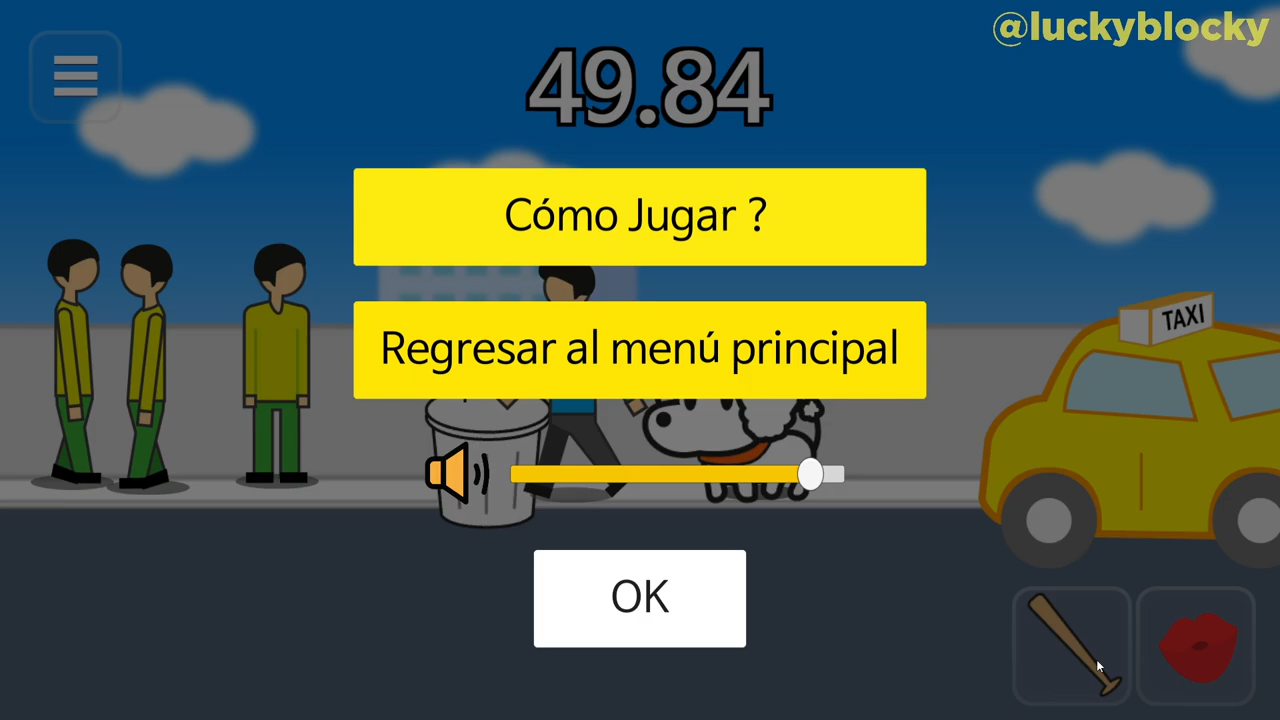 @luckyblocky
49.84
Cómo Jugar ?
Regresar al menú principal
TAXI
OK